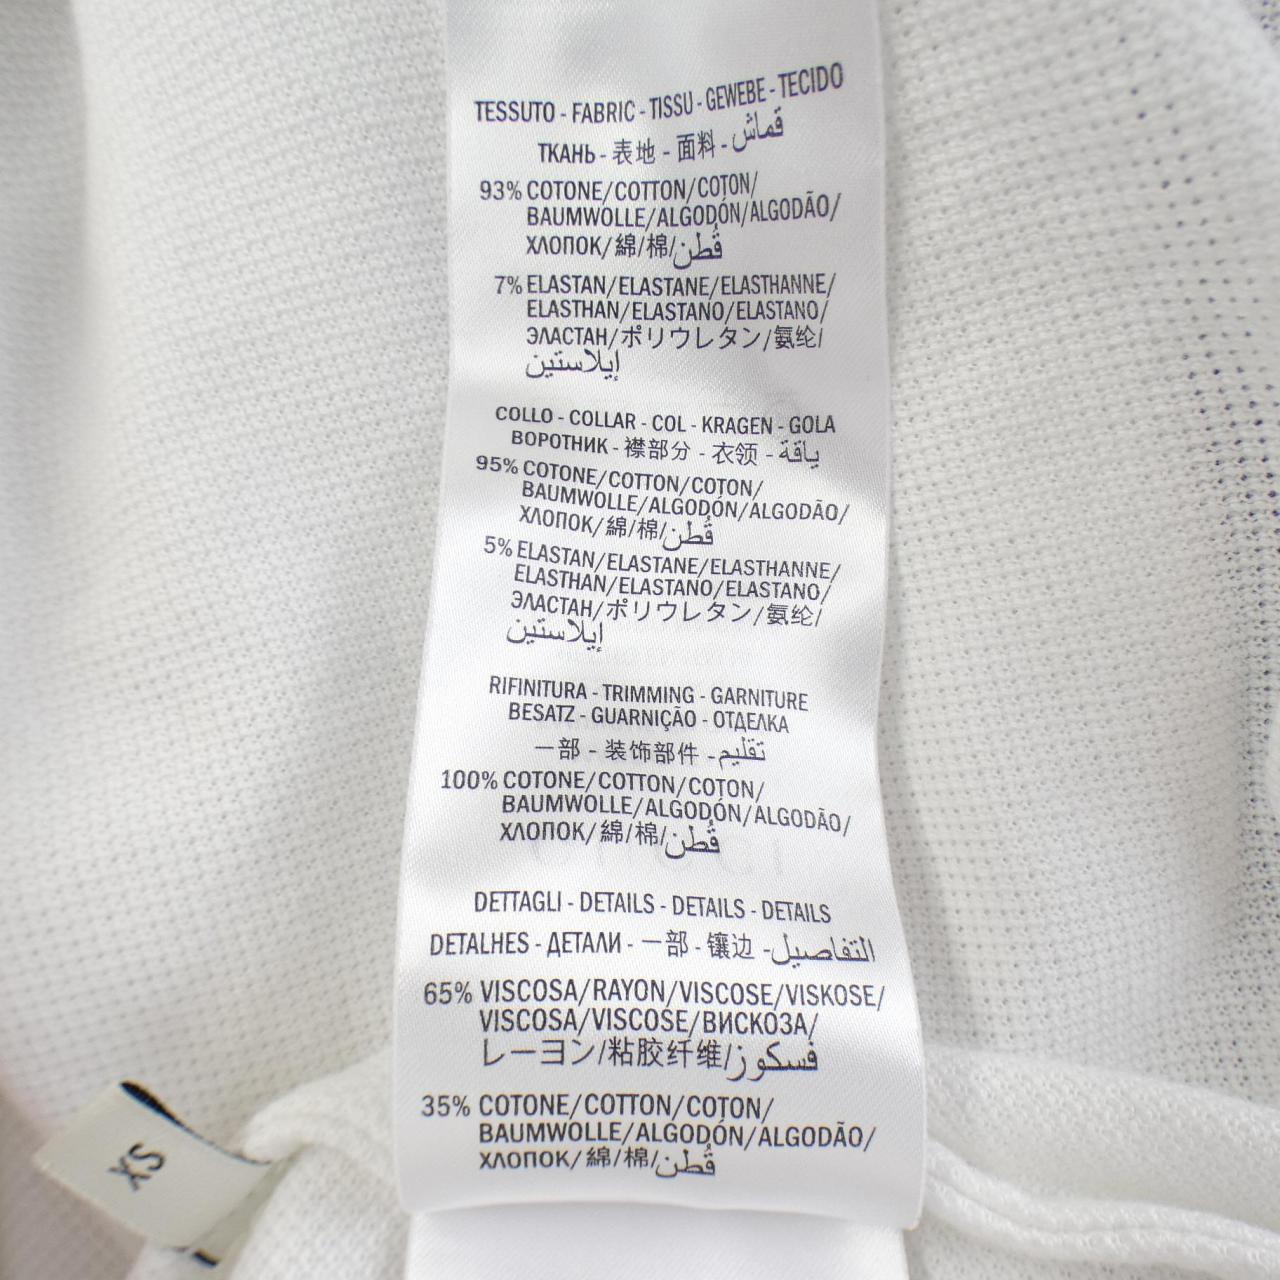 TESSUTO - FABRIC - TISSU - GEWEBE - TECIDO
ТКАНЬ - 表地 - 面料 - قماش
93% COTONE/COTTON/COTON/
BAUMWOLLE/ALGODÓN/ALGODÃO/
ХЛОПОК/綿/棉/قُطن
7% ELASTAN/ELASTANE/ELASTHANNE/
ELASTHAN/ELASTANO/ELASTANO/
ЭЛАСТАН/ポリウレタン/氨纶/
إيلاستين
COLLO - COLLAR - COL - KRAGEN - GOLA
ВОРОТНИК - 襟部分 - 衣领 - ياقة
95% COTONE/COTTON/COTON/
BAUMWOLLE/ALGODÓN/ALGODÃO/
ХЛОПОК/綿/棉/قُطن
5% ELASTAN/ELASTANE/ELASTHANNE/
ELASTHAN/ELASTANO/ELASTANO/
ЭЛАСТАН/ポリウレタン/氨纶/
إيلاستين
RIFINITURA - TRIMMING - GARNITURE
BESATZ - GUARNIÇÃO - ОТДЕЛКА
一部 - 装饰部件 - تقليم
100% COTONE/COTTON/COTON/
BAUMWOLLE/ALGODÓN/ALGODÃO/
ХЛОПОК/綿/棉/قُطن
DETTAGLI - DETAILS - DETAILS - DETAILS
DETALHES - ДЕТАЛИ - 一部 - 镶边 - التفاصيل
65% VISCOSA/RAYON/VISCOSE/VISKOSE/
VISCOSA/VISCOSE/ВИСКОЗА/
レーヨン/粘胶纤维/فسكوز
35% COTONE/COTTON/COTON/
BAUMWOLLE/ALGODÓN/ALGODÃO/
ХЛОПОК/綿/棉/قُطن
XS